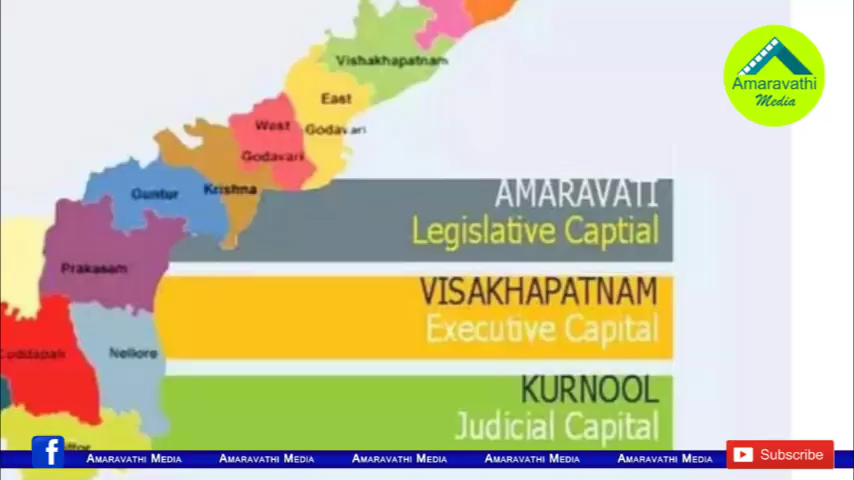 Vishakhapatnam
East
Godavari
West
Godavari
Krishna
Guntur
Prakasam
Nellore
Cuddapah
Amaravathi
Media
AMARAVATI
Legislative Captial
VISAKHAPATNAM
Executive Capital
KURNOOL
Judicial Capital
AMARAVATHI MEDIA AMARAVATHI MEDIA AMARAVATHI MEDIA AMARAVATHI MEDIA AMARAVATHI MEDIA
Subscribe